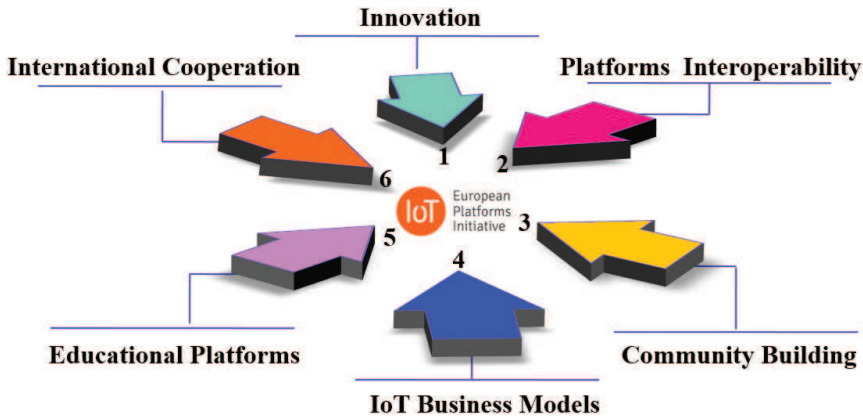 Innovation
International Cooperation
Platforms Interoperability
1
2
6
IoT
European
Platforms
Initiative
3
5
4
Educational Platforms
Community Building
IoT Business Models